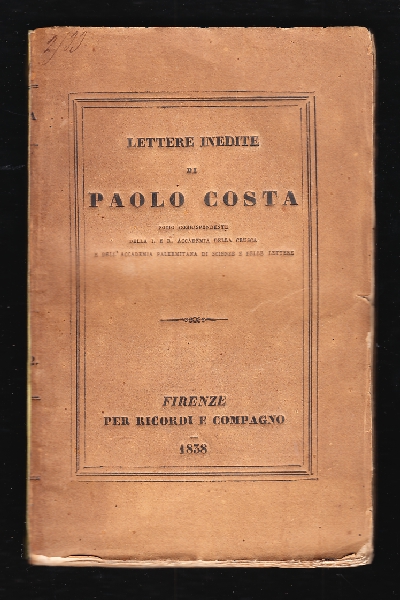 LETTERE INEDITE
DI
PAOLO COSTA
SOCIO CORRISPONDENTE
DELLA I. E R. ACCADEMIA DELLA CRUSCA
E DELL'ACCADEMIA PALERMITANA DI SCIENZE E BELLE LETTERE
FIRENZE
PER RICORDI E COMPAGNO
1838